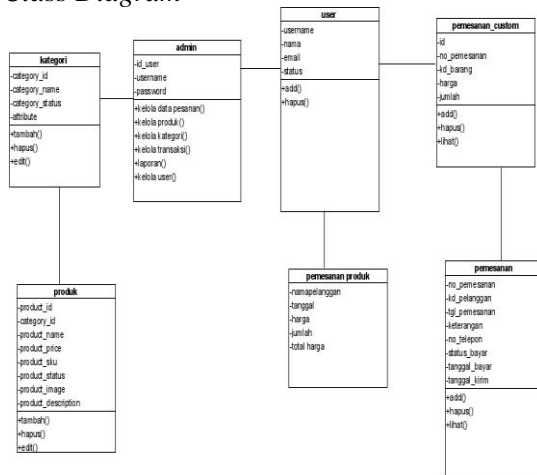 Class Diagram
kategori
-category_id
-category_name
-category_status
-attribute
+tambah()
+hapus()
+edit()
admin
-id_user
-username
-password
+kelola data pesanan()
+kelola produk()
+kelola kategori()
+kelola transaksi()
+laporan()
+kelola user()
user
-username
-nama
-email
-status
+add()
+hapus()
pemesanan_custom
-id
-no_pemesanan
-kd_barang
-harga
-jumlah
+add()
+hapus()
+lihat()
produk
-product_id
-category_id
-product_name
-product_price
-product_sku
-product_status
-product_image
-product_description
+tambah()
+hapus()
+edit()
pemesanan produk
-namapelanggan
-tanggal
-harga
-jumlah
-total harga
pemesanan
-no_pemesanan
-kd_pelanggan
-tgl_pemesanan
-keterangan
-no_telepon
-status_bayar
-tanggal_bayar
-tanggal_kirim
+add()
+hapus()
+lihat()